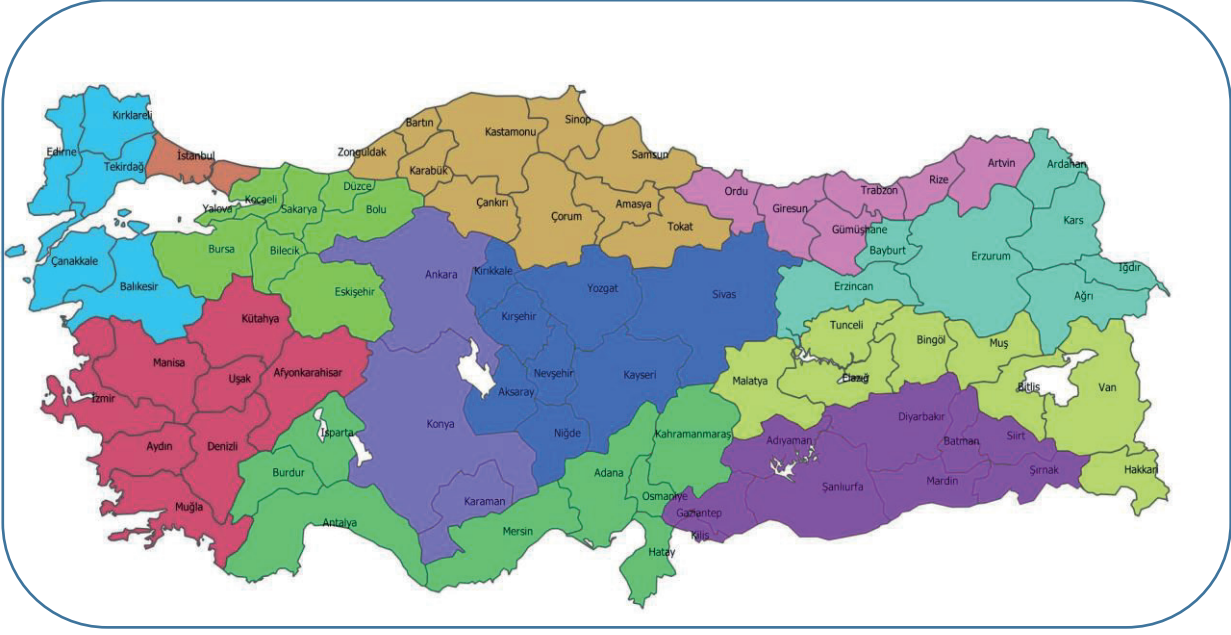 Kırklareli
Edirne
Tekirdağ
İstanbul
Kocaeli
Yalova
Sakarya
Düzce
Bolu
Bursa
Bilecik
Eskişehir
Çanakkale
Balıkesir
Zonguldak
Bartın
Karabük
Kastamonu
Sinop
Samsun
Çankırı
Çorum
Amasya
Tokat
Ordu
Giresun
Trabzon
Gümüşhane
Rize
Artvin
Ardahan
Kars
Iğdır
Ağrı
Erzurum
Bayburt
Erzincan
Ankara
Konya
Karaman
Kırıkkale
Kırşehir
Yozgat
Sivas
Nevşehir
Aksaray
Kayseri
Niğde
Kütahya
Manisa
Uşak
Afyonkarahisar
İzmir
Aydın
Denizli
Muğla
Isparta
Burdur
Antalya
Mersin
Adana
Kahramanmaraş
Osmaniye
Hatay
Malatya
Tunceli
Elazığ
Bingöl
Muş
Bitlis
Van
Hakkari
Adıyaman
Diyarbakır
Batman
Siirt
Şırnak
Mardin
Şanlıurfa
Gaziantep
Kilis